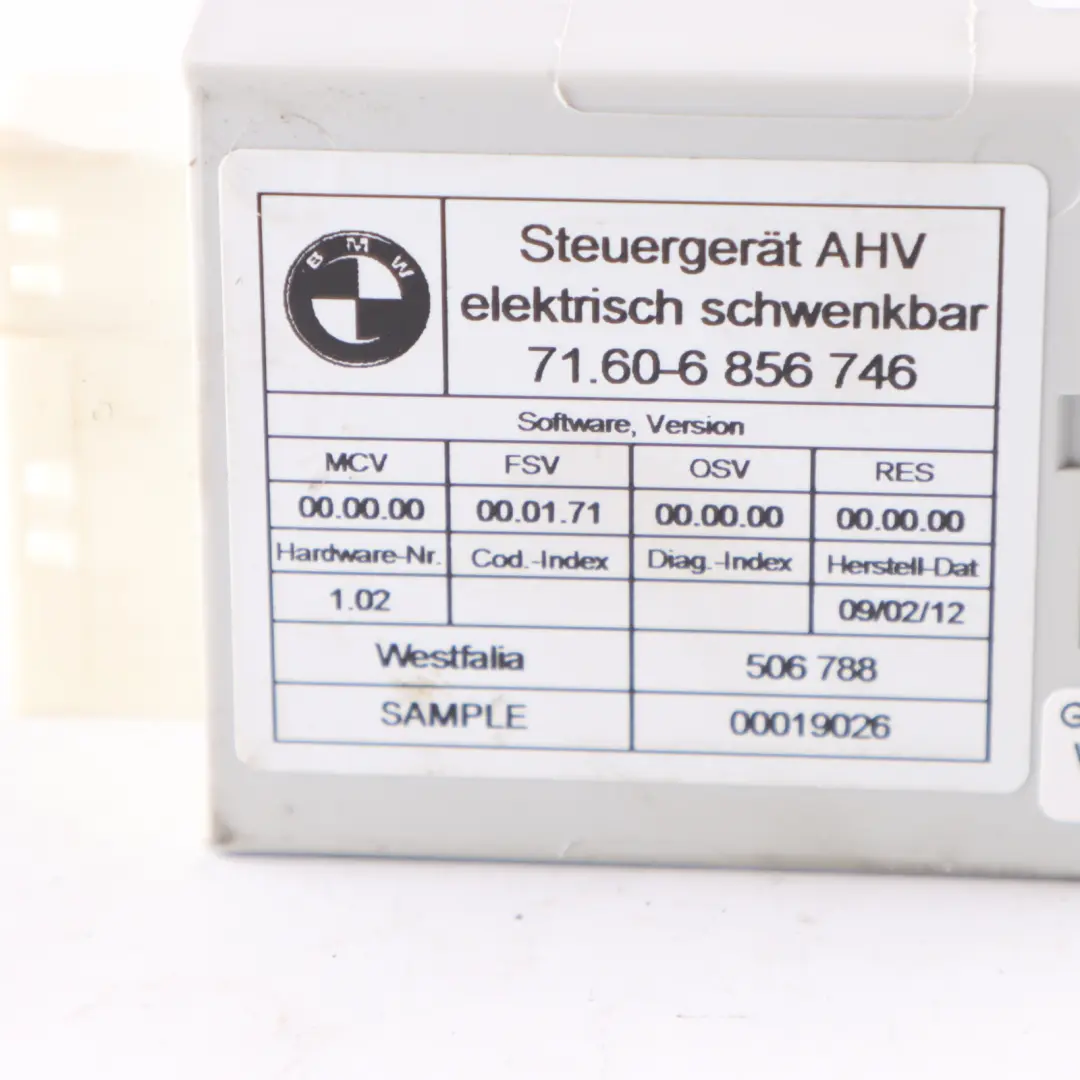 BMW
Steuergerät AHV
elektrisch schwenkbar
71.60-6 856 746
Software, Version
MCV FSV OSV RES
00.00.00 00.01.71 00.00.00 00.00.00
Hardware-Nr. Cod.-Index Diag.-Index Herstell-Dat
1.02 09/02/12
Westfalia 506 788
SAMPLE 00019026